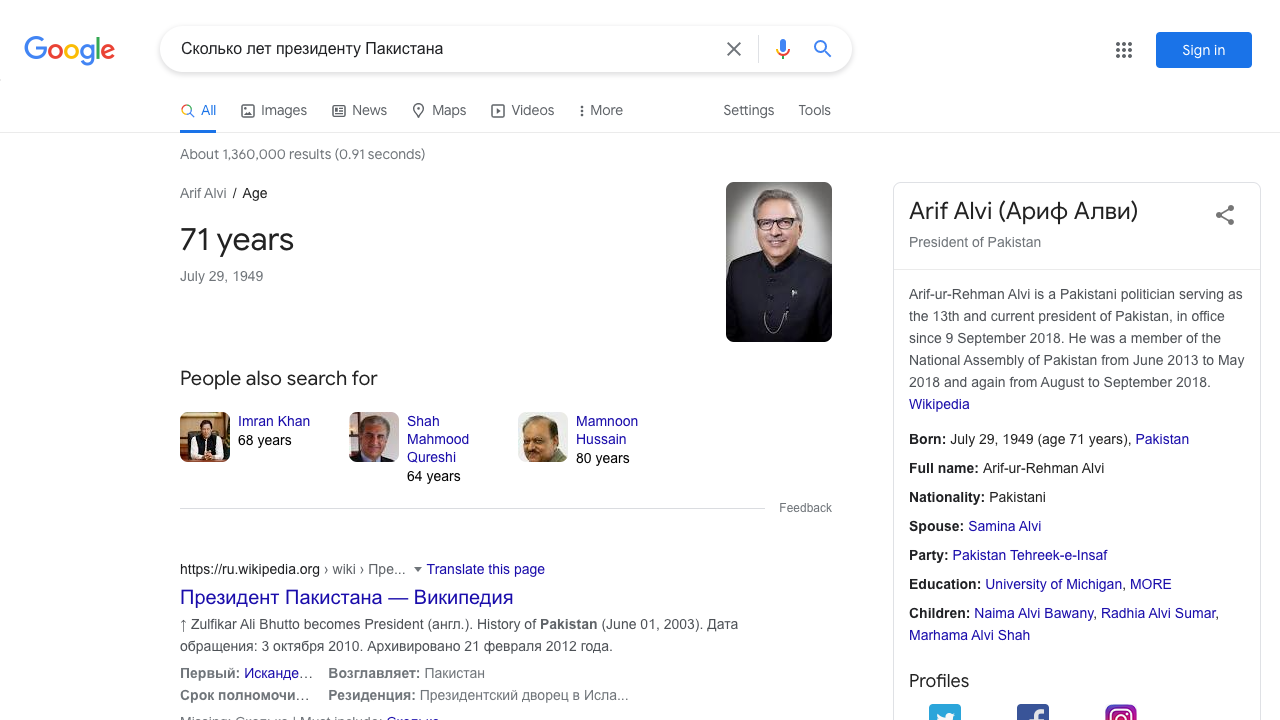 Google
Сколько лет президенту Пакистана
Sign in
All
Images
News
Maps
Videos
More
Settings
Tools
About 1,360,000 results (0.91 seconds)
Arif Alvi / Age
71 years
July 29, 1949
People also search for
Imran Khan
68 years
Shah
Mahmood
Qureshi
64 years
Mamnoon
Hussain
80 years
Feedback
https://ru.wikipedia.org › wiki › Пре... Translate this page
Президент Пакистана — Википедия
↑ Zulfikar Ali Bhutto becomes President (англ.). History of Pakistan (June 01, 2003). Дата
обращения: 3 октября 2010. Архивировано 21 февраля 2012 года.
Первый: Исканде... Возглавляет: Пакистан
Срок полномочи... Резиденция: Президентский дворец в Исла...
Missing: Сколько | Must include: Сколько
Arif Alvi (Ариф Алви)
President of Pakistan
Arif-ur-Rehman Alvi is a Pakistani politician serving as
the 13th and current president of Pakistan, in office
since 9 September 2018. He was a member of the
National Assembly of Pakistan from June 2013 to May
2018 and again from August to September 2018.
Wikipedia
Born: July 29, 1949 (age 71 years), Pakistan
Full name: Arif-ur-Rehman Alvi
Nationality: Pakistani
Spouse: Samina Alvi
Party: Pakistan Tehreek-e-Insaf
Education: University of Michigan, MORE
Children: Naima Alvi Bawany, Radhia Alvi Sumar,
Marhama Alvi Shah
Profiles